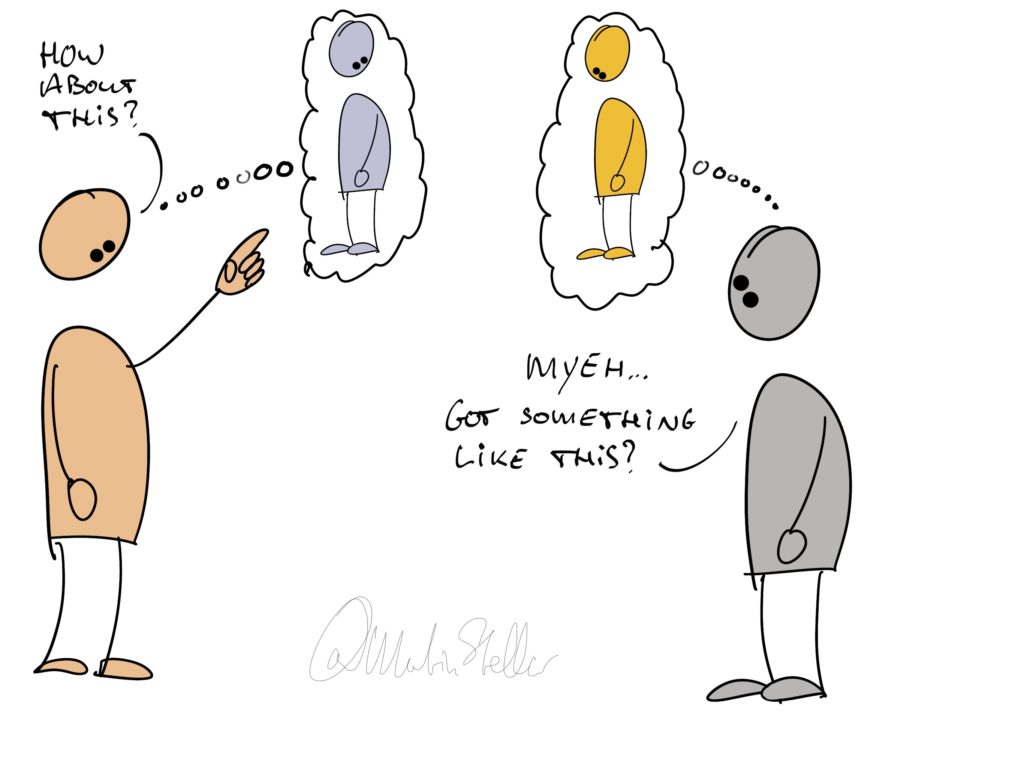 HOW
ABOUT
THIS?
MYEH...
GOT SOMETHING
LIKE THIS?